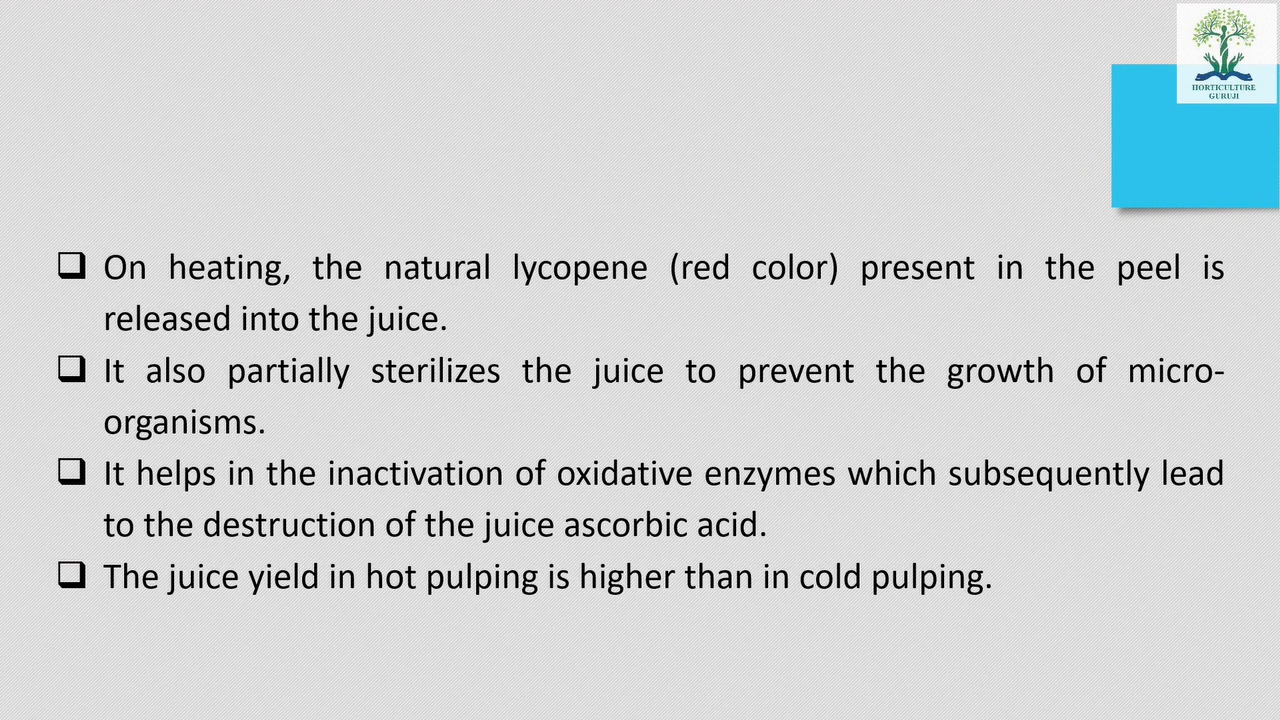 HORTICULTURE
GURUJI
❑ On heating, the natural lycopene (red color) present in the peel is
released into the juice.
❑ It also partially sterilizes the juice to prevent the growth of micro-
organisms.
❑ It helps in the inactivation of oxidative enzymes which subsequently lead
to the destruction of the juice ascorbic acid.
❑ The juice yield in hot pulping is higher than in cold pulping.